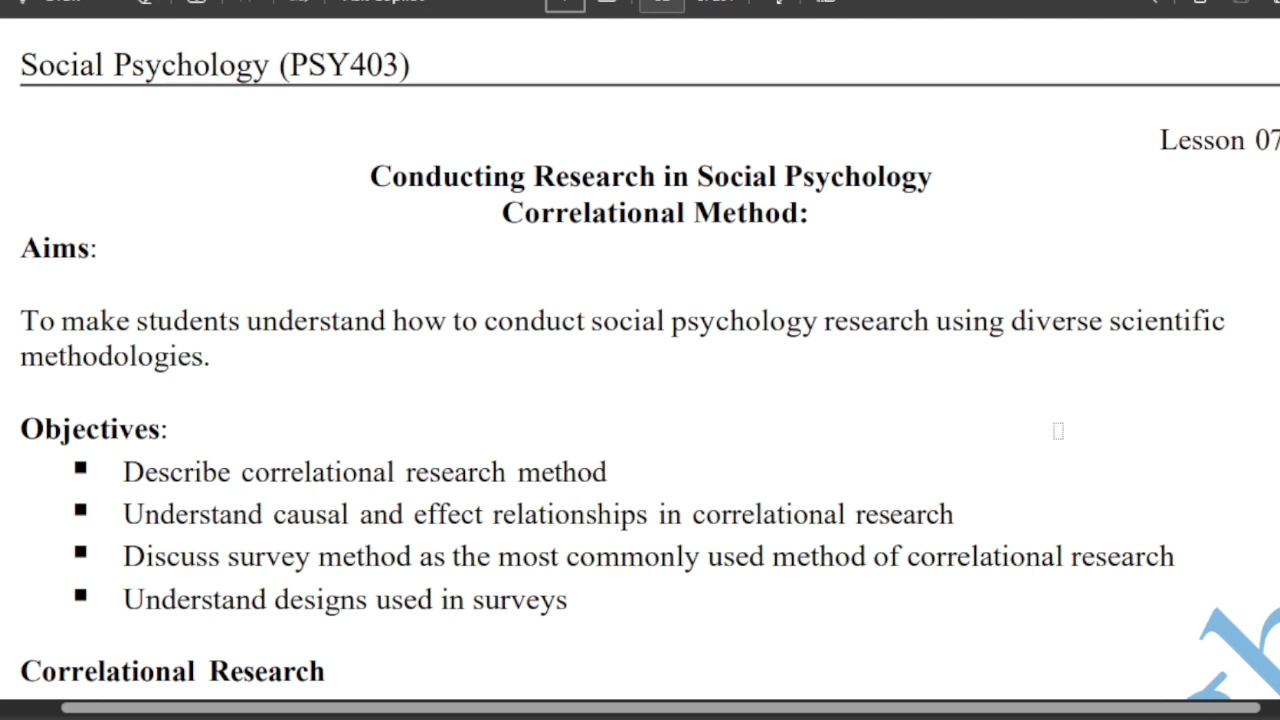 Social Psychology (PSY403)
Lesson 07
Conducting Research in Social Psychology
Correlational Method:
Aims:
To make students understand how to conduct social psychology research using diverse scientific
methodologies.
Objectives:
▪ Describe correlational research method
▪ Understand causal and effect relationships in correlational research
▪ Discuss survey method as the most commonly used method of correlational research
▪ Understand designs used in surveys
Correlational Research